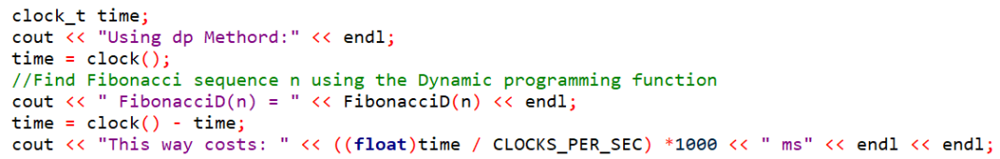 clock_t time;
cout << "Using dp Methord:" << endl;
time = clock();
//Find Fibonacci sequence n using the Dynamic programming function
cout << " FibonacciD(n) = " << FibonacciD(n) << endl;
time = clock() - time;
cout << "This way costs: " << ((float)time / CLOCKS_PER_SEC) *1000 << " ms" << endl << endl;